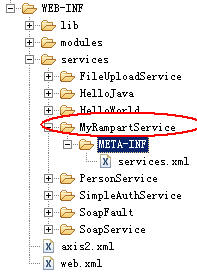 WEB-INF
lib
modules
services
FileUploadService
HelloJava
HelloWorld
MyRampartService
META-INF
services.xml
PersonService
SimpleAuthService
SoapFault
SoapService
axis2.xml
web.xml